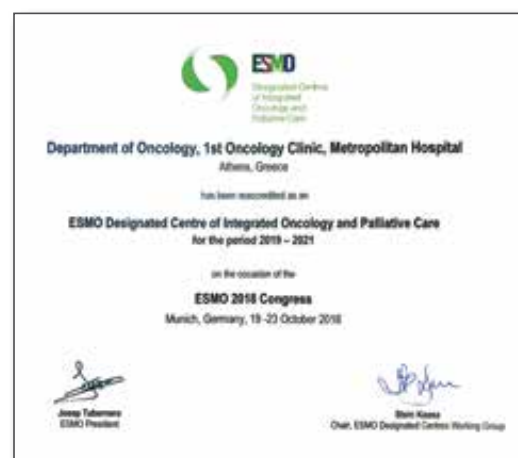 ESMO
Designated Centres
of Integrated
Oncology and
Palliative Care
Department of Oncology, 1st Oncology Clinic, Metropolitan Hospital
Athens, Greece
has been reaccredited as an
ESMO Designated Centre of Integrated Oncology and Palliative Care
for the period 2019 – 2021
on the occasion of the
ESMO 2018 Congress
Munich, Germany, 19 -23 October 2018
Josep Tabernero
ESMO President
Stein Kaasa
Chair, ESMO Designated Centres Working Group